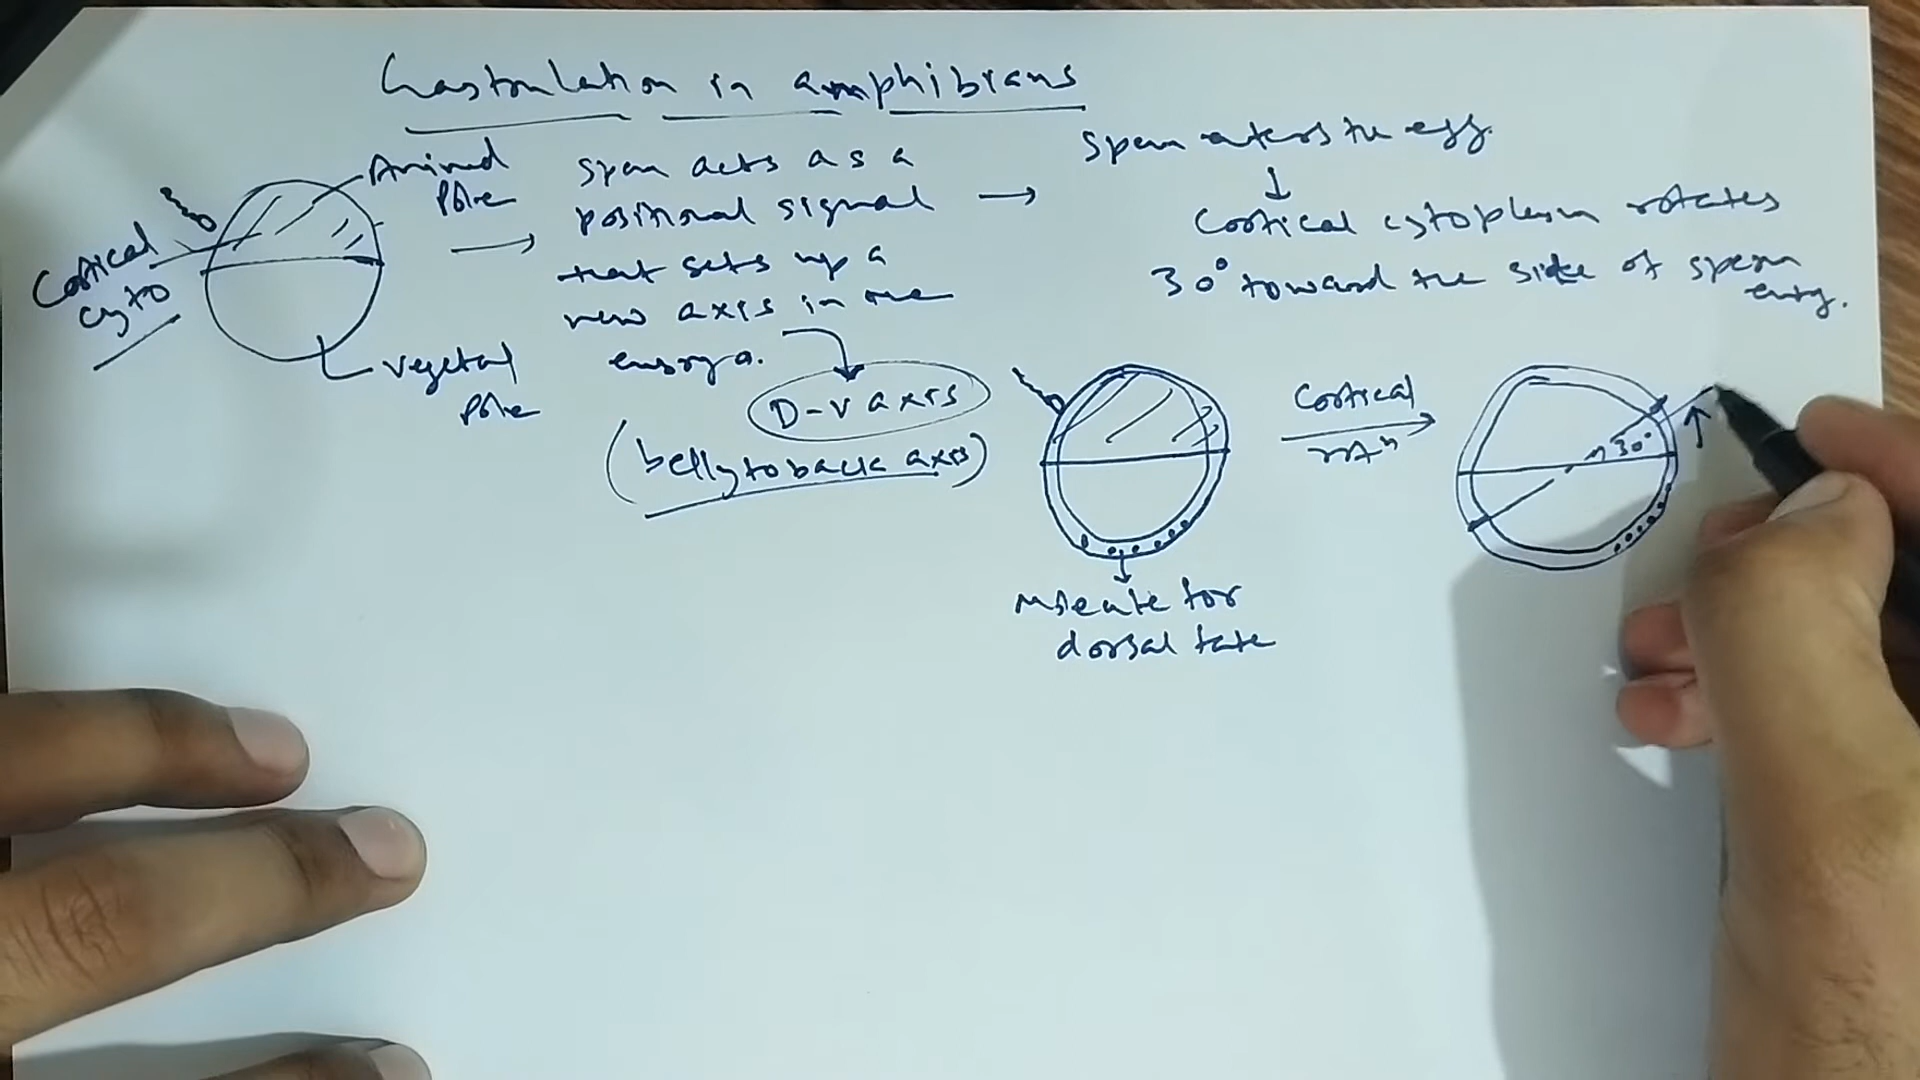 Gastrulation in amphibians
Animal
Pole
Cortical
cyto
Vegetal
Pole
sperm acts as a
positional signal
that sets up a
new axis in the
embryo.
D-V axis
(belly to back axis)
Sperm enters the egg.
Cortical cytoplasm rotates
30° toward the side of sperm
entry.
Cortical
rotⁿ
30°
for
dorsal fate